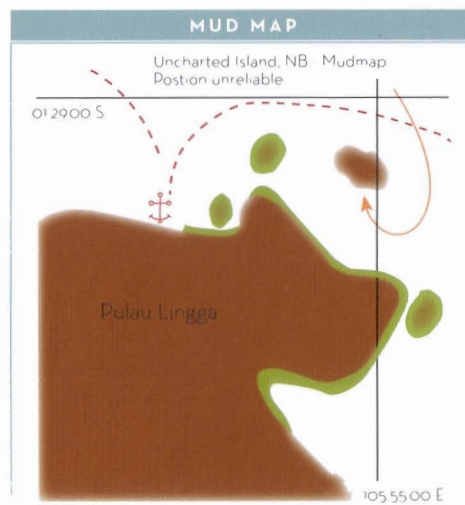 MUD MAP
Uncharted Island, NB - Mudmap
Postion unreliable
01 29.00 S
Pulau Lingga
105 55.00 E